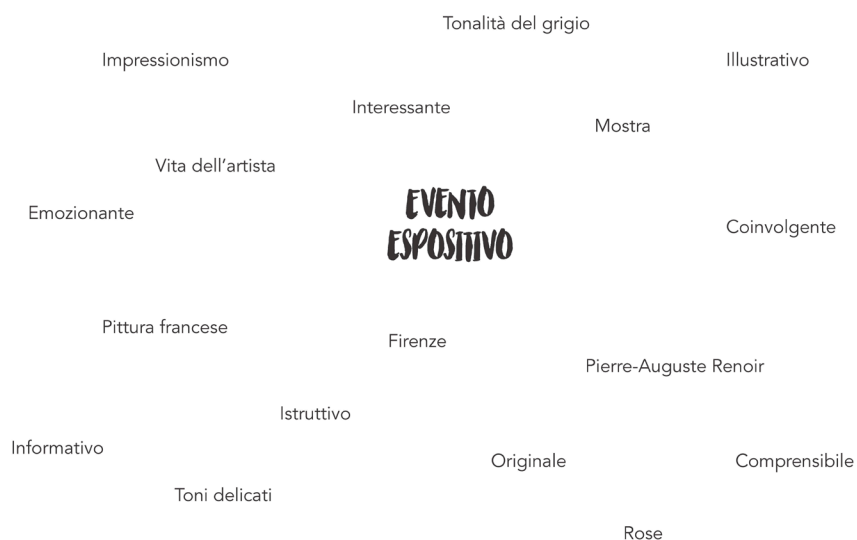 Tonalità del grigio
Impressionismo
Illustrativo
Interessante
Mostra
Vita dell’artista
EVENTO
ESPOSITIVO
Emozionante
Coinvolgente
Pittura francese
Firenze
Pierre-Auguste Renoir
Istruttivo
Informativo
Originale
Comprensibile
Toni delicati
Rose